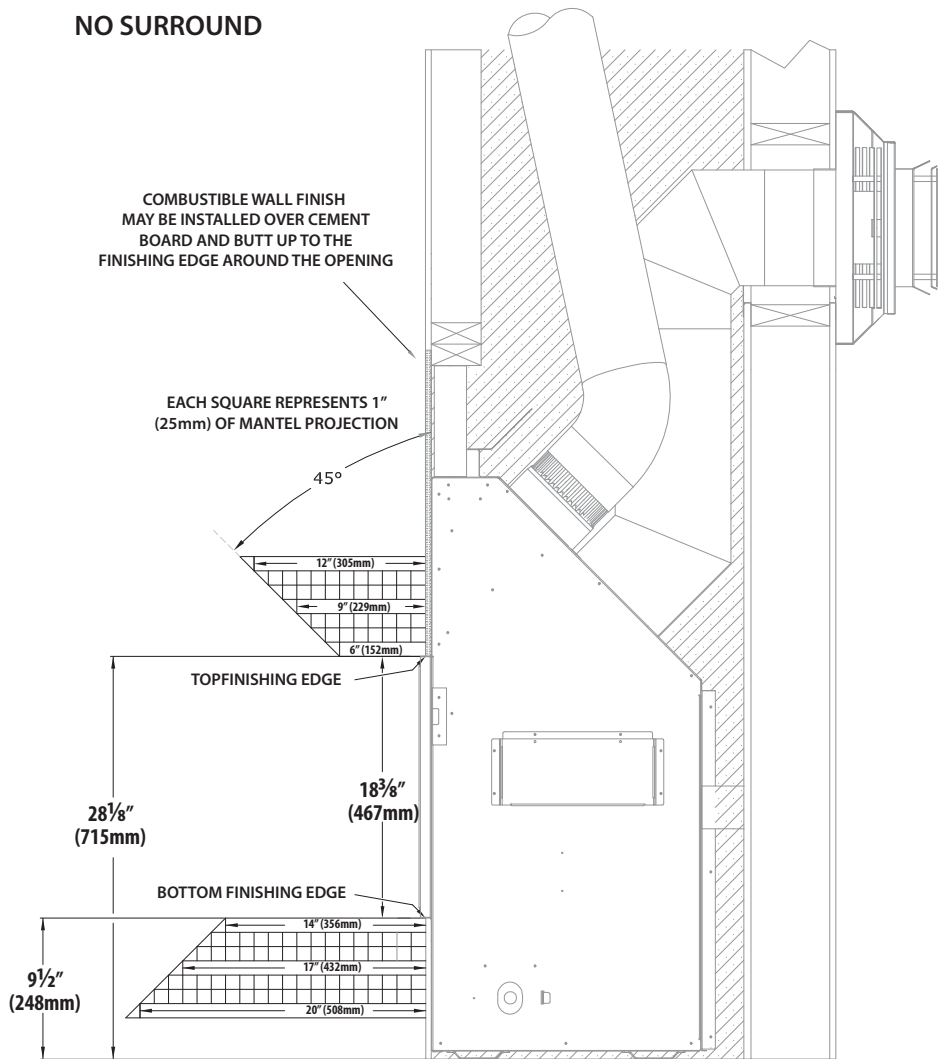 NO SURROUND
COMBUSTIBLE WALL FINISH
MAY BE INSTALLED OVER CEMENT
BOARD AND BUTT UP TO THE
FINISHING EDGE AROUND THE OPENING
EACH SQUARE REPRESENTS 1”
(25mm) OF MANTEL PROJECTION
45°
12” (305mm)
9” (229mm)
6” (152mm)
TOPFINISHING EDGE
18⅜”
(467mm)
28⅛”
(715mm)
BOTTOM FINISHING EDGE
14” (356mm)
17” (432mm)
20” (508mm)
9½”
(248mm)